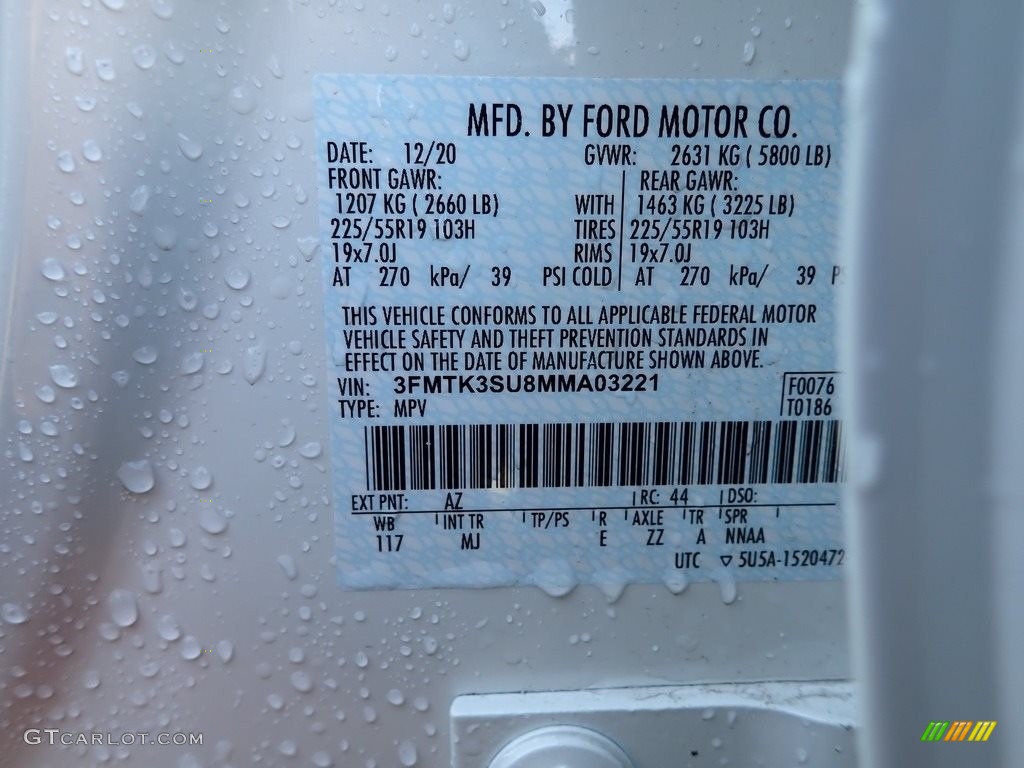 MFD. BY FORD MOTOR CO.
DATE: 12/20 GVWR: 2631 KG ( 5800 LB)
FRONT GAWR: REAR GAWR:
1207 KG ( 2660 LB) WITH 1463 KG ( 3225 LB)
225/55R19 103H TIRES 225/55R19 103H
19x7.0J RIMS 19x7.0J
AT 270 kPa/ 39 PSI COLD AT 270 kPa/ 39 PS
THIS VEHICLE CONFORMS TO ALL APPLICABLE FEDERAL MOTOR
VEHICLE SAFETY AND THEFT PREVENTION STANDARDS IN
EFFECT ON THE DATE OF MANUFACTURE SHOWN ABOVE.
VIN: 3FMTK3SU8MMA03221 F0076
TYPE: MPV T0186
EXT PNT: AZ RC: 44 DSO:
WB INT TR TP/PS R AXLE TR SPR
117 MJ E ZZ A NNAA
UTC ▽ 5U5A-1520472
GTCARLOT.COM